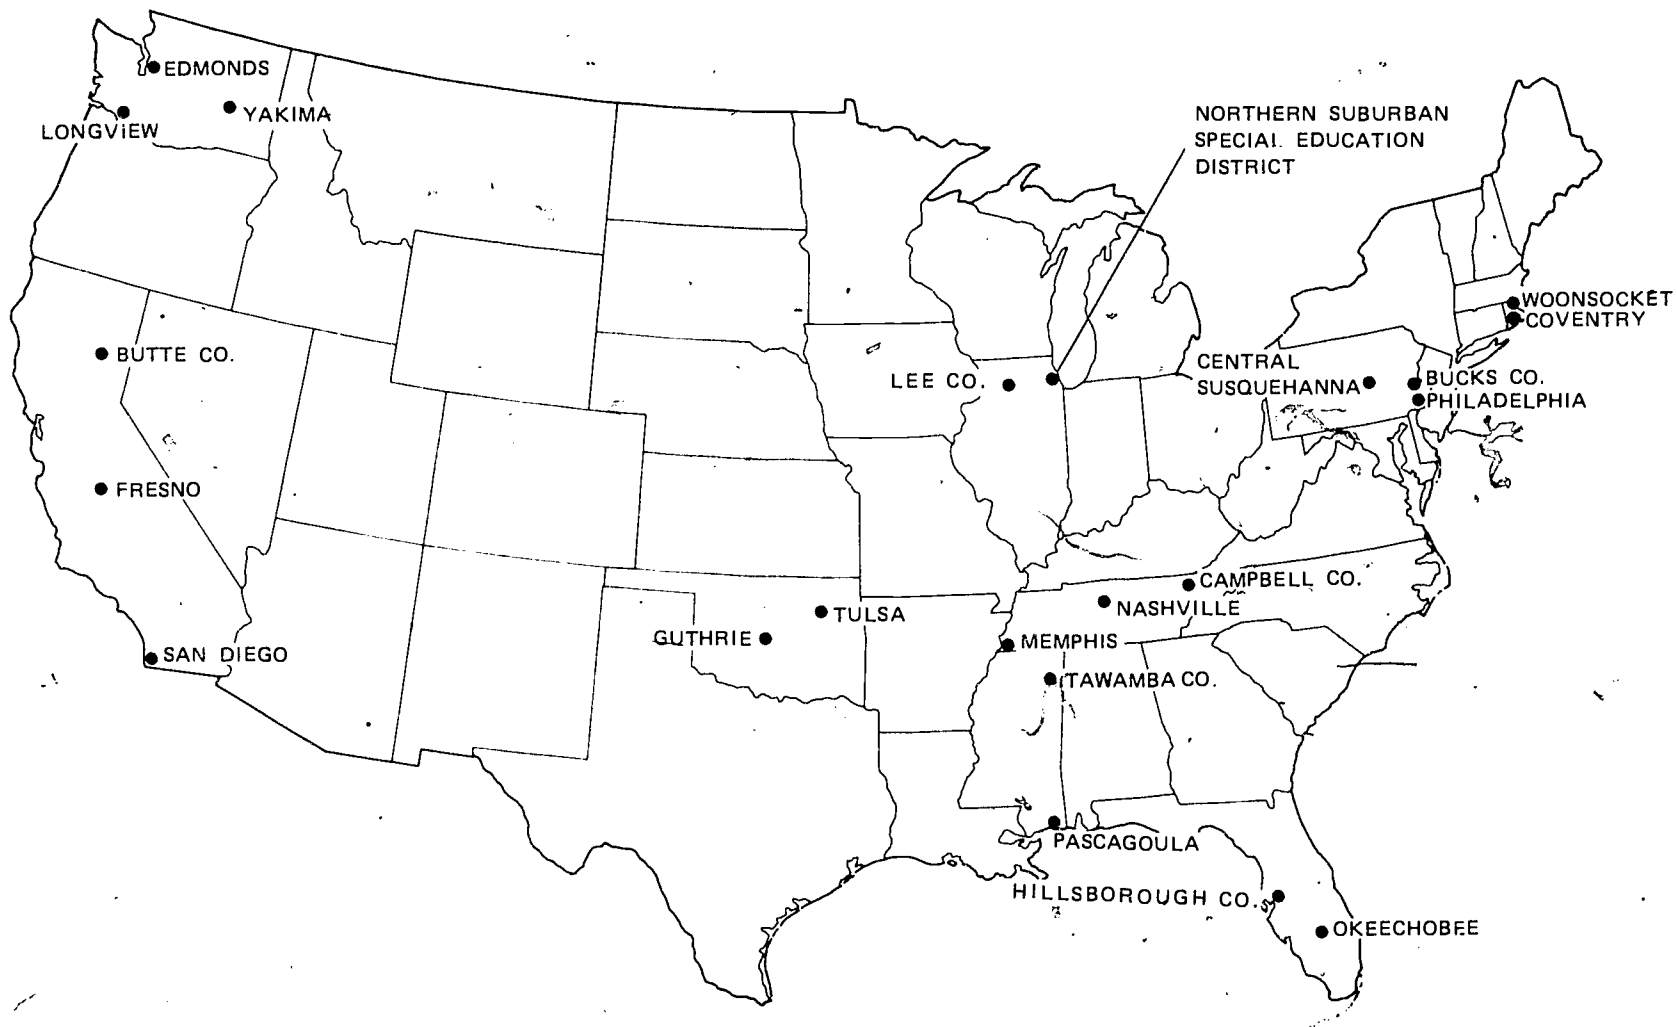 EDMONDS
YAKIMA
LONGVIEW
NORTHERN SUBURBAN
SPECIAL EDUCATION
DISTRICT
WOONSOCKET
COVENTRY
BUTTE CO.
LEE CO.
CENTRAL
SUSQUEHANNA
BUCKS CO.
PHILADELPHIA
FRESNO
CAMPBELL CO.
NASHVILLE
TULSA
GUTHRIE
MEMPHIS
SAN DIEGO
TAWAMBA CO.
PASCAGOULA
HILLSBOROUGH CO.
OKEECHOBEE